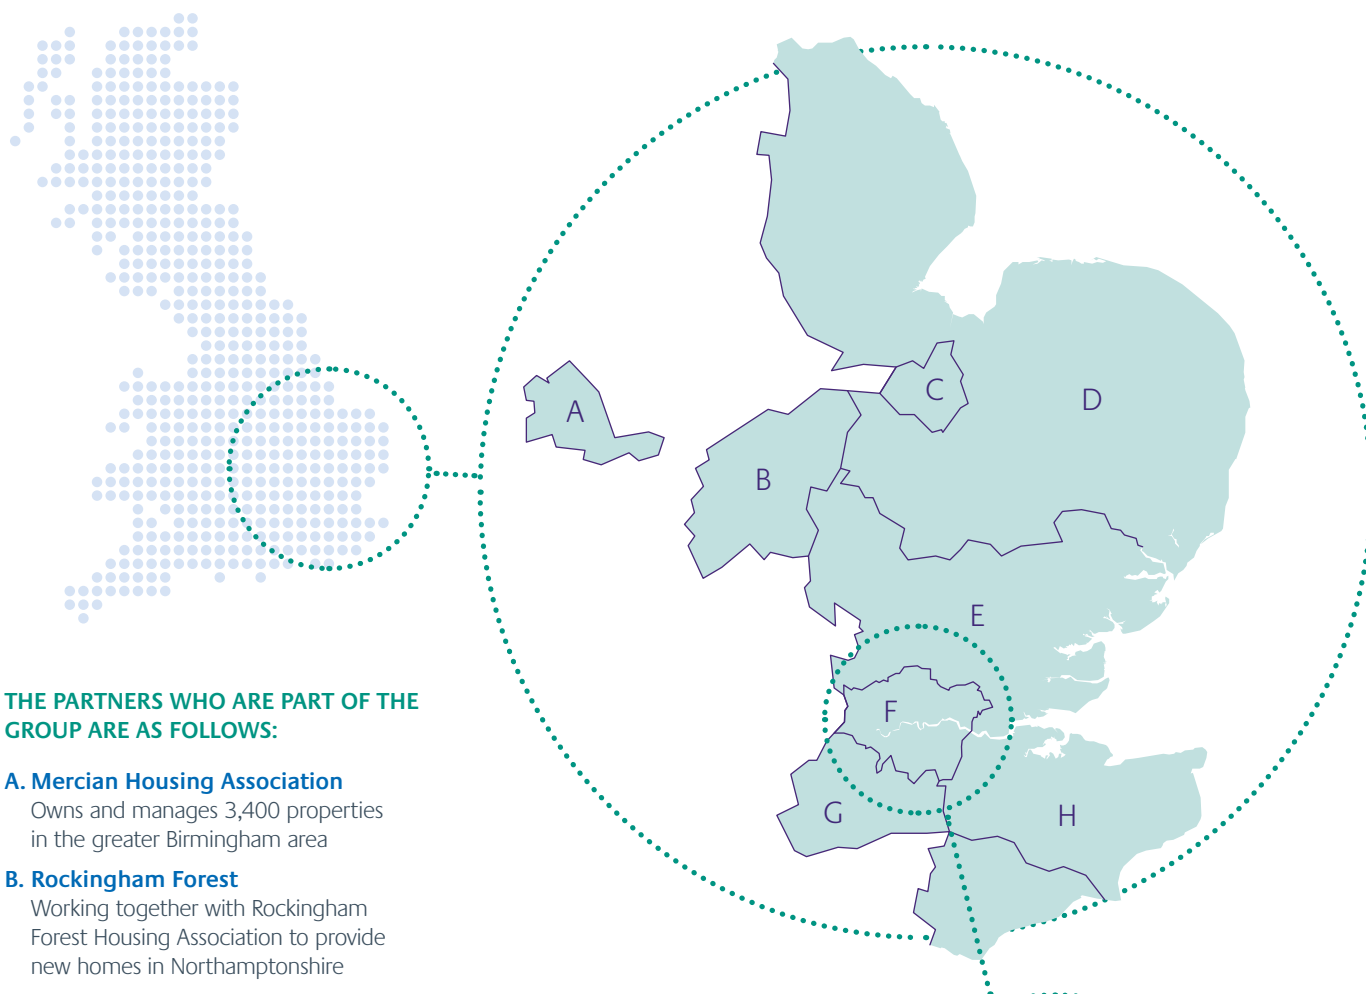 A
B
C
D
E
F
G
H
THE PARTNERS WHO ARE PART OF THE
GROUP ARE AS FOLLOWS:
A. Mercian Housing Association
Owns and manages 3,400 properties
in the greater Birmingham area
B. Rockingham Forest
Working together with Rockingham
Forest Housing Association to provide
new homes in Northamptonshire